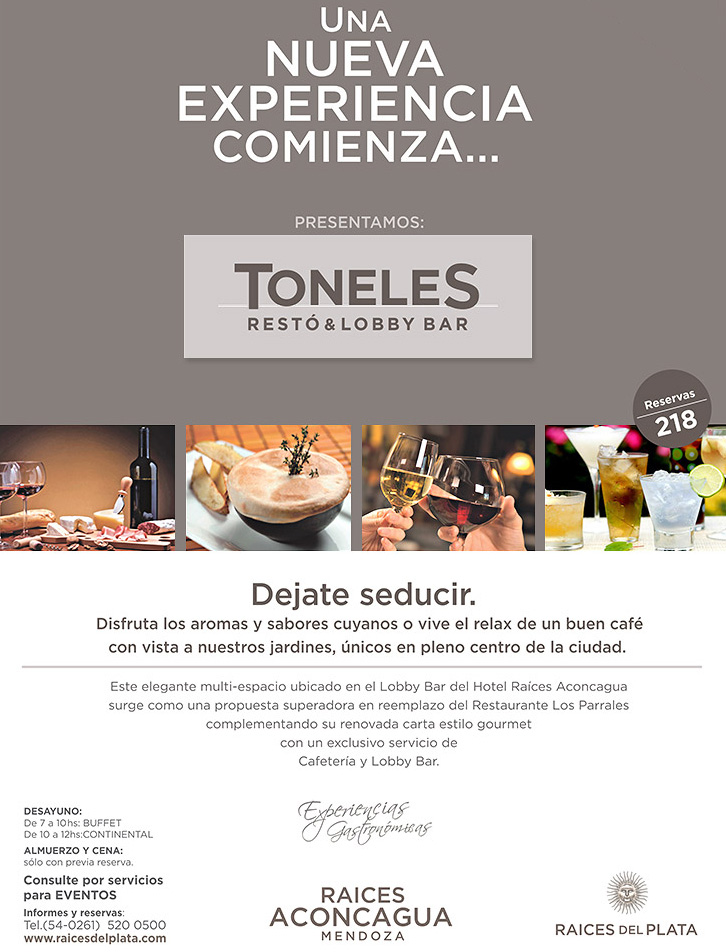 UNA
NUEVA
EXPERIENCIA
COMIENZA...
PRESENTAMOS:
TONELES
RESTÓ & LOBBY BAR
Reservas
218
Dejate seducir.
Disfruta los aromas y sabores cuyanos o vive el relax de un buen café
con vista a nuestros jardines, únicos en pleno centro de la ciudad.
Este elegante multi-espacio ubicado en el Lobby Bar del Hotel Raíces Aconcagua
surge como una propuesta superadora en reemplazo del Restaurante Los Parrales
complementando su renovada carta estilo gourmet
con un exclusivo servicio de
Cafetería y Lobby Bar.
Experiencias
Gastronómicas
DESAYUNO:
De 7 a 10hs: BUFFET
De 10 a 12hs:CONTINENTAL
ALMUERZO Y CENA:
sólo con previa reserva.
Consulte por servicios
para EVENTOS
Informes y reservas:
Tel.(54-0261) 520 0500
www.raicesdelplata.com
RAICES
ACONCAGUA
MENDOZA
RAICES DEL PLATA